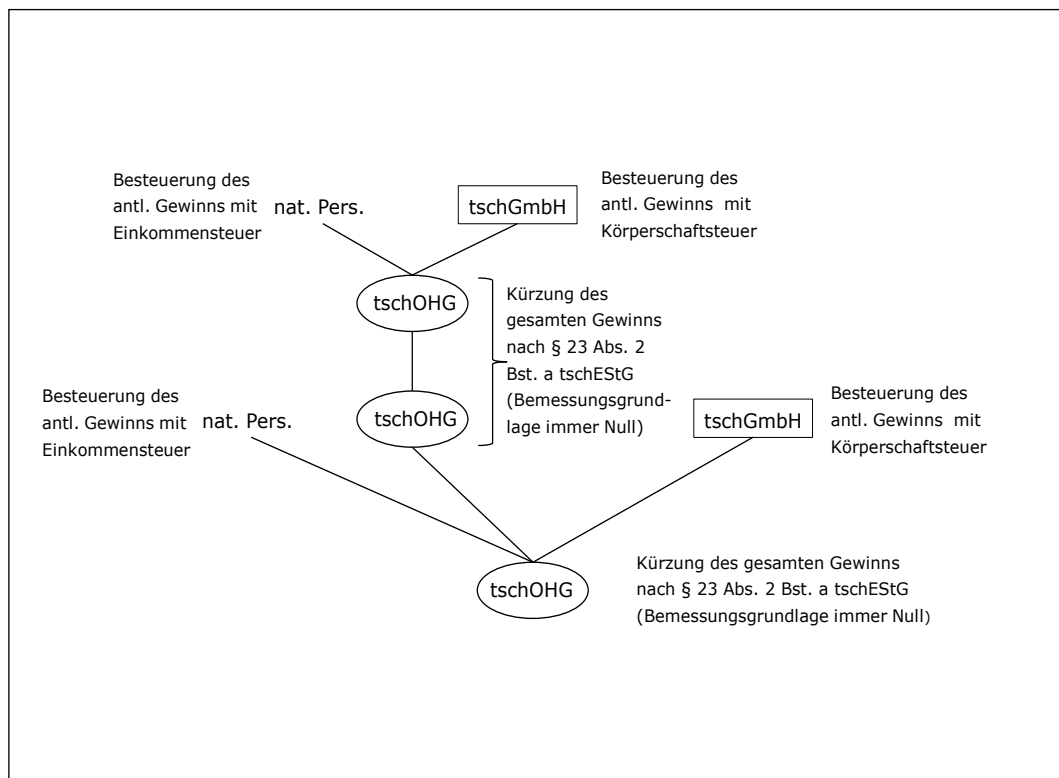 Besteuerung des
antl. Gewinns mit
Einkommensteuer
nat. Pers.
tschGmbH
Besteuerung des
antl. Gewinns mit
Körperschaftsteuer
tschOHG
Kürzung des
gesamten Gewinns
nach § 23 Abs. 2
Bst. a tschEStG
(Bemessungsgrund-
lage immer Null)
tschOHG
Besteuerung des
antl. Gewinns mit
Einkommensteuer
nat. Pers.
tschGmbH
Besteuerung des
antl. Gewinns mit
Körperschaftsteuer
tschOHG
Kürzung des gesamten Gewinns
nach § 23 Abs. 2 Bst. a tschEStG
(Bemessungsgrundlage immer Null)